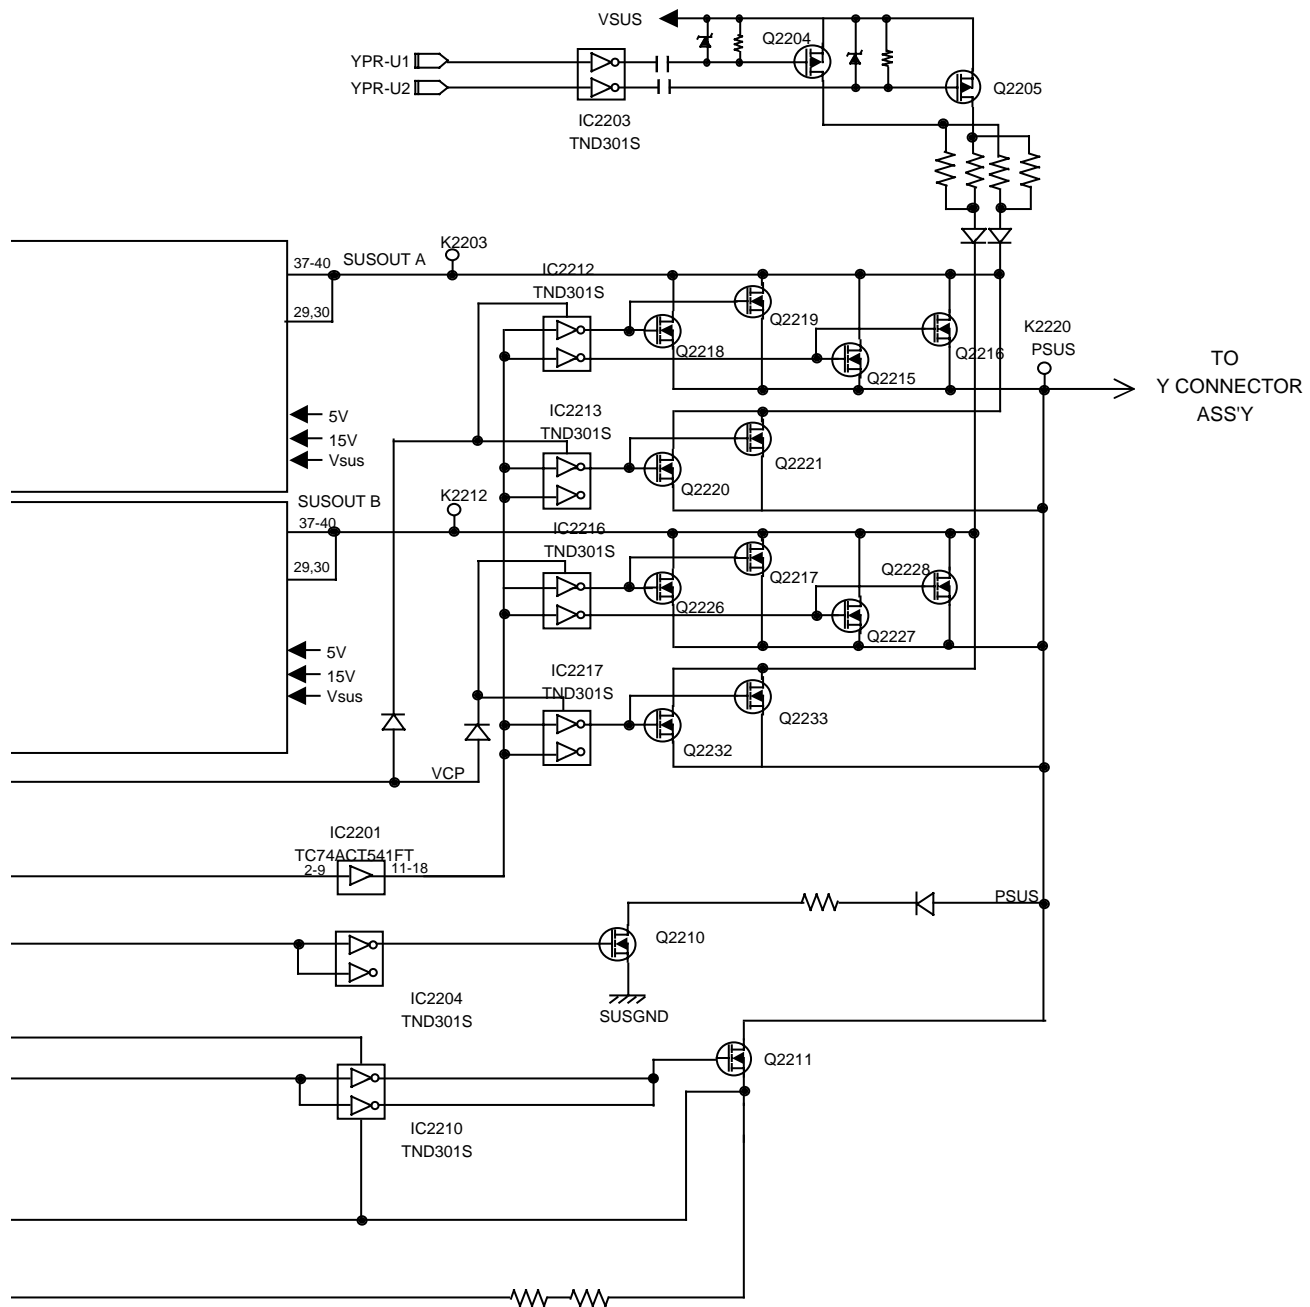 VSUS
Q2204
YPR-U1
YPR-U2
Q2205
IC2203
TND301S
K2203
37-40
SUSOUT A
29,30
IC2212
TND301S
Q2219
Q2218
Q2216
Q2215
K2220
PSUS
TO
Y CONNECTOR
ASS'Y
5V
15V
Vsus
IC2213
TND301S
Q2221
Q2220
SUSOUT B
K2212
37-40
29,30
IC2216
TND301S
Q2217
Q2228
Q2226
Q2227
5V
15V
Vsus
IC2217
TND301S
Q2233
Q2232
VCP
IC2201
TC74ACT541FT
2-9
11-18
PSUS
Q2210
IC2204
TND301S
SUSGND
Q2211
IC2210
TND301S